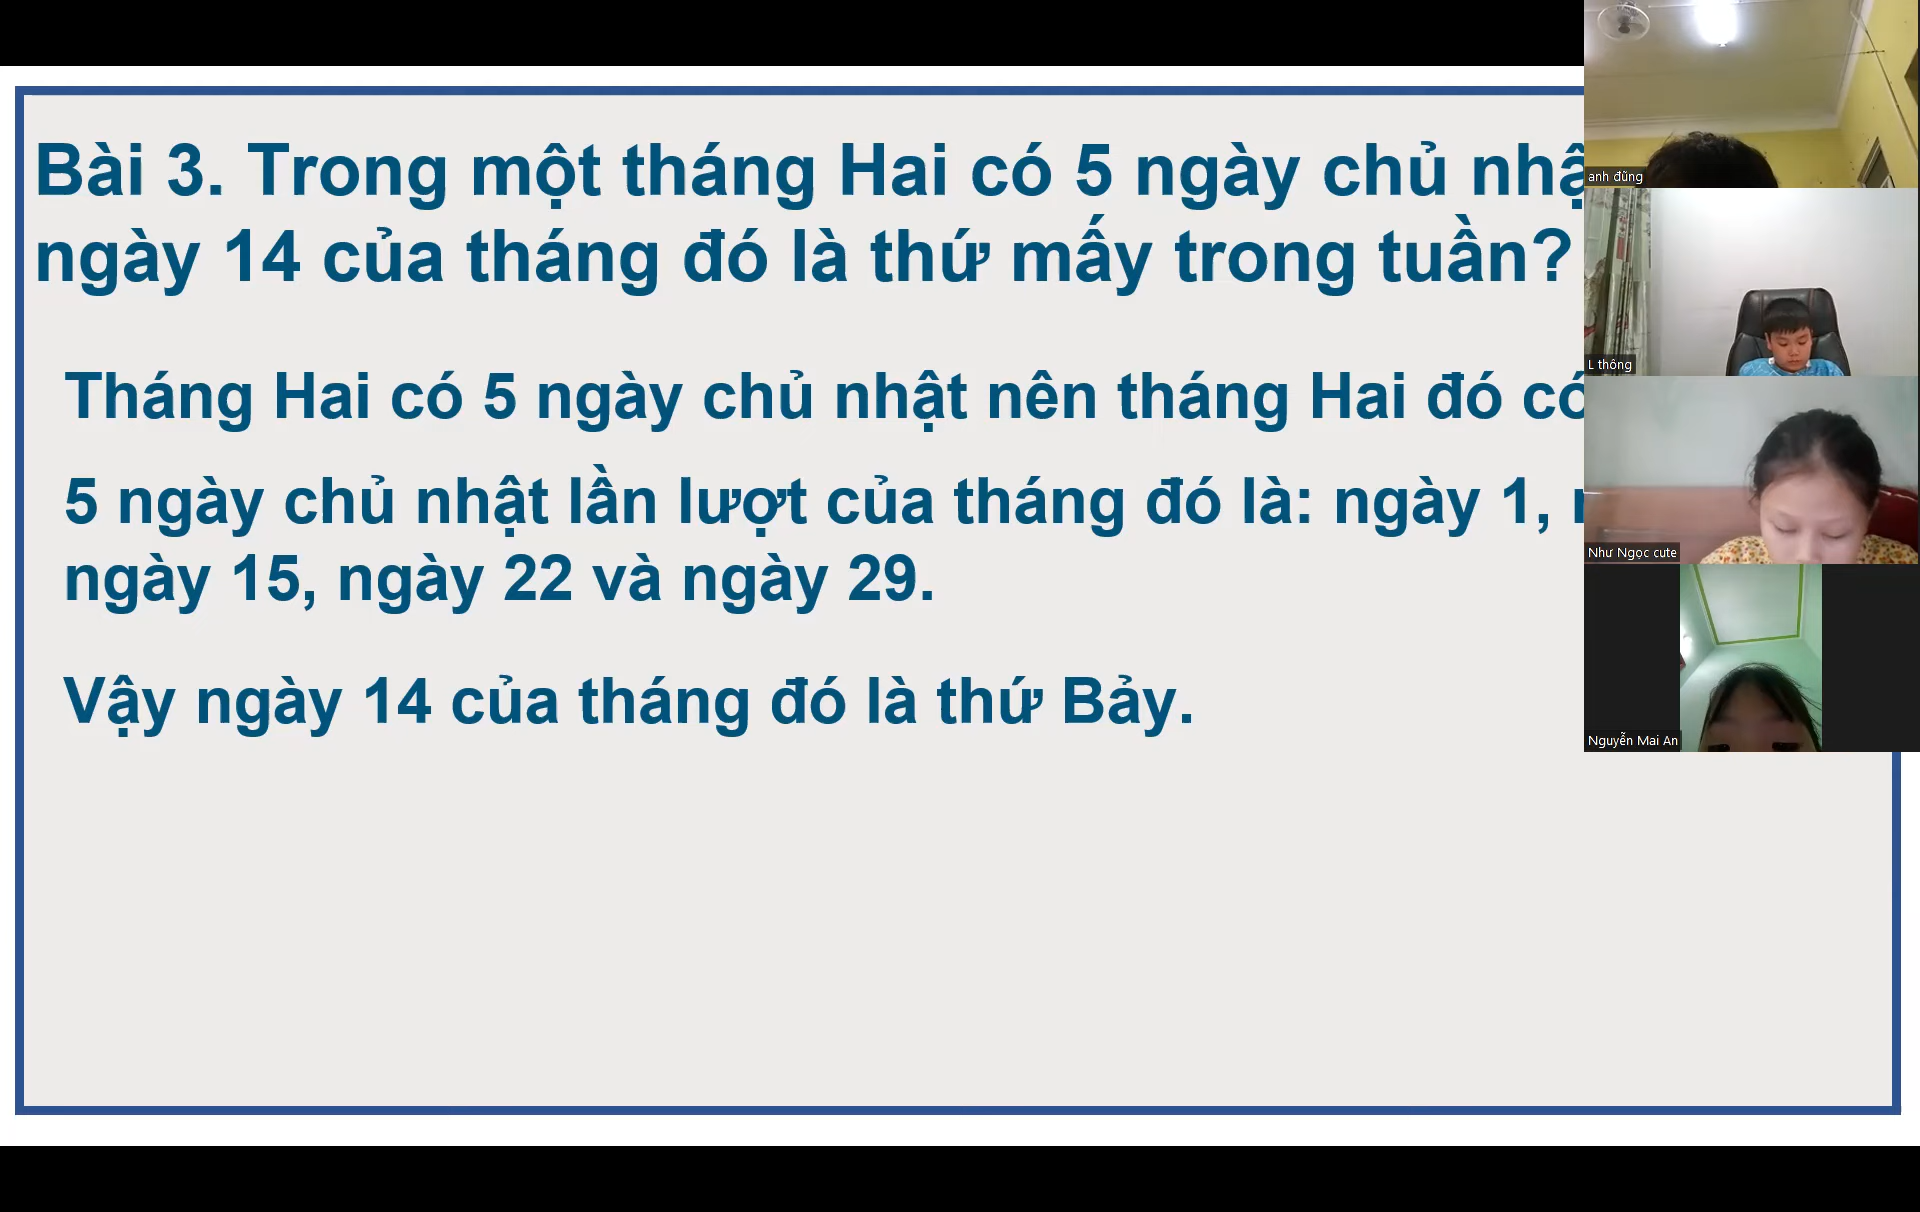 Bài 3. Trong một tháng Hai có 5 ngày chủ
ngày 14 của tháng đó là thứ mấy trong tuần?
Tháng Hai có 5 ngày chủ nhật nên tháng Hai đó
5 ngày chủ nhật lần lượt của tháng đó là: ngày 1,
ngày 15, ngày 22 và ngày 29.
Vậy ngày 14 của tháng đó là thứ Bảy.
anh đũng
L thông
Như Ngọc cute
Nguyễn Mai An